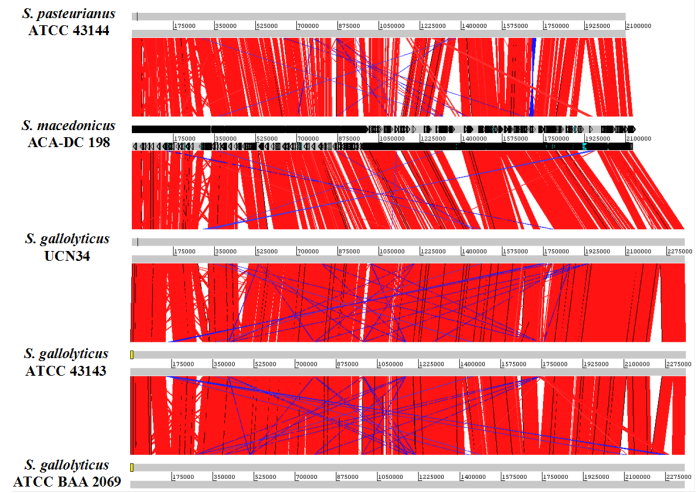 S. pasteurianus
ATCC 43144
175000 350000 525000 700000 875000 1050000 1225000 1400000 1575000 1750000 1925000 2100000
S. macedonicus
ACA-DC 198
175000 350000 525000 700000 875000 1050000 1225000 1400000 1575000 1750000 1925000 2100000
S. gallolyticus
UCN34
175000 350000 525000 700000 875000 1050000 1225000 1400000 1575000 1750000 1925000 2100000 2275000
S. gallolyticus
ATCC 43143
175000 350000 525000 700000 875000 1050000 1225000 1400000 1575000 1750000 1925000 2100000 2275000
S. gallolyticus
ATCC BAA 2069
175000 350000 525000 700000 875000 1050000 1225000 1400000 1575000 1750000 1925000 2100000 2275000